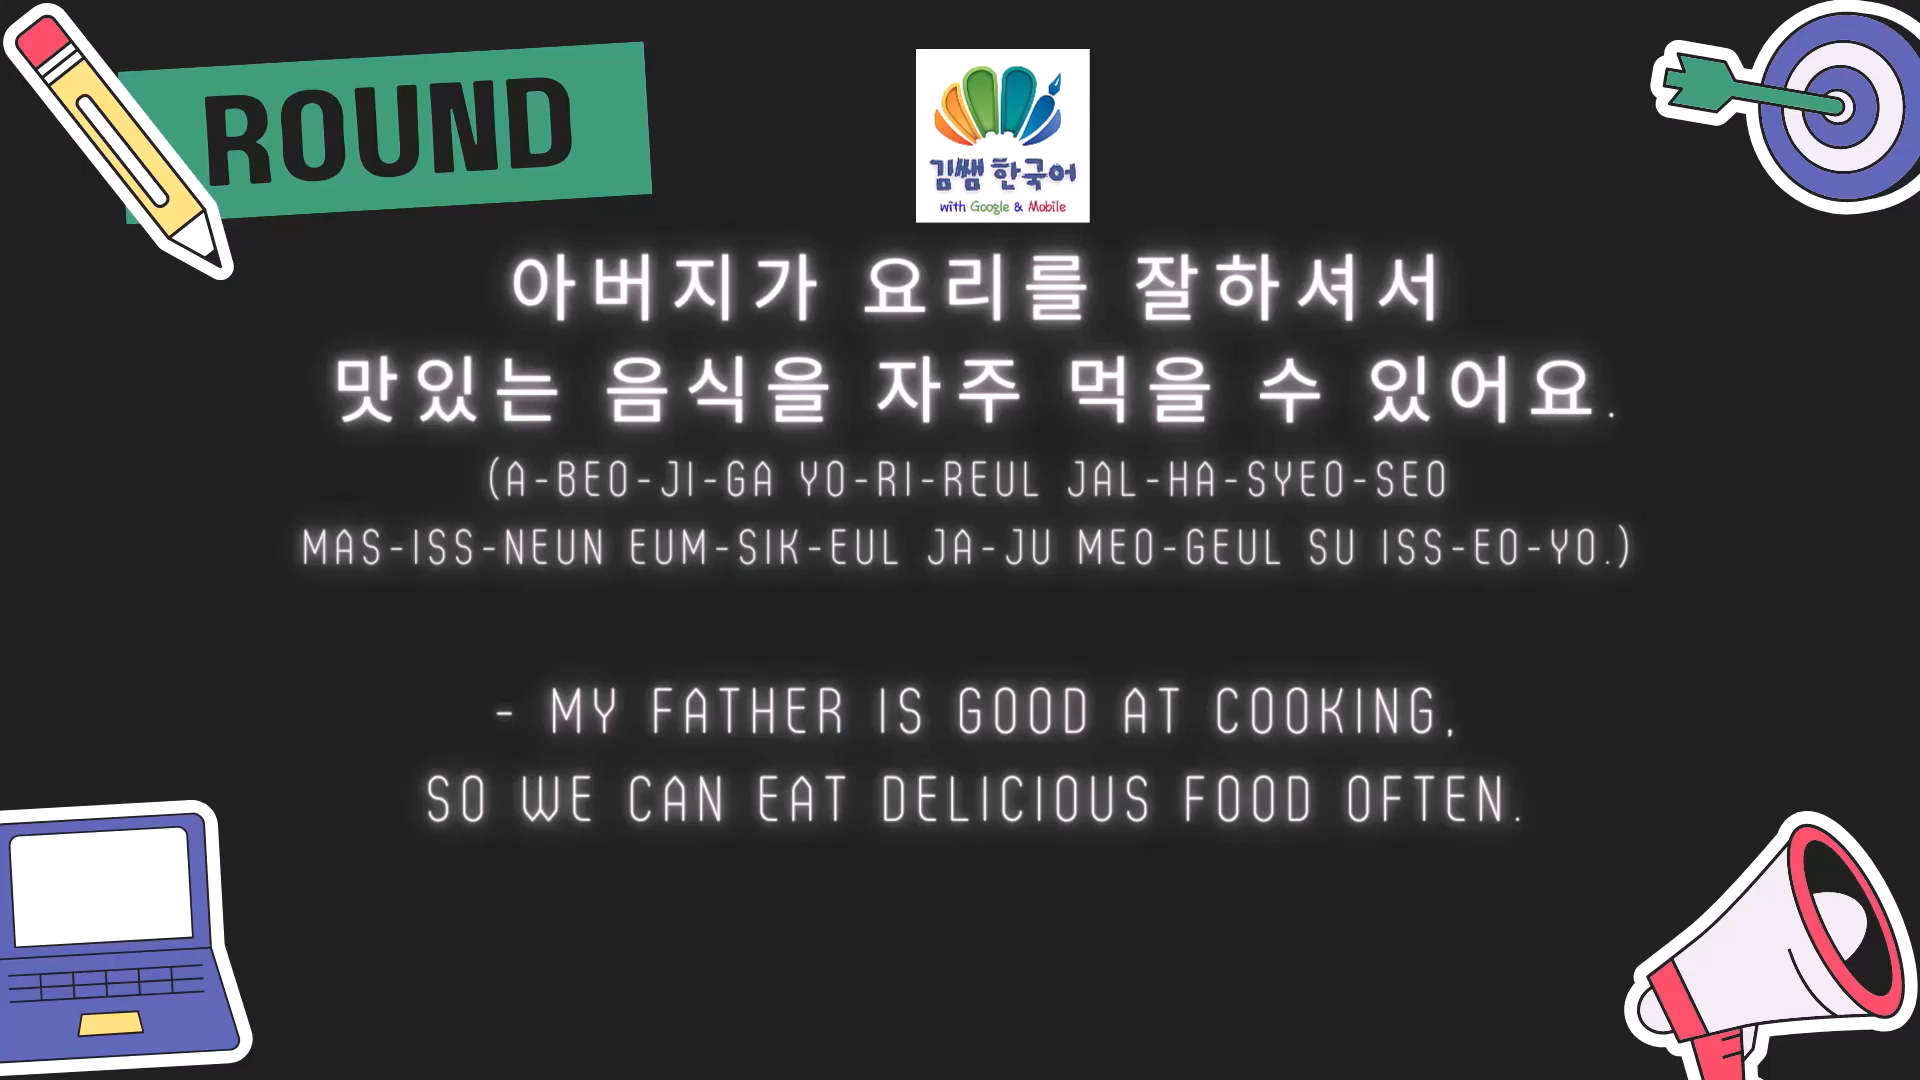 ROUND
김쌤 한국어
with Google & Mobile
아버지가 요리를 잘하셔서
맛있는 음식을 자주 먹을 수 있어요.
(A-BEO-JI-GA YO-RI-REUL JAL-HA-SYEO-SEO
MAS-ISS-NEUN EUM-SIK-EUL JA-JU MEO-GEUL SU ISS-EO-YO.)
- MY FATHER IS GOOD AT COOKING,
SO WE CAN EAT DELICIOUS FOOD OFTEN.